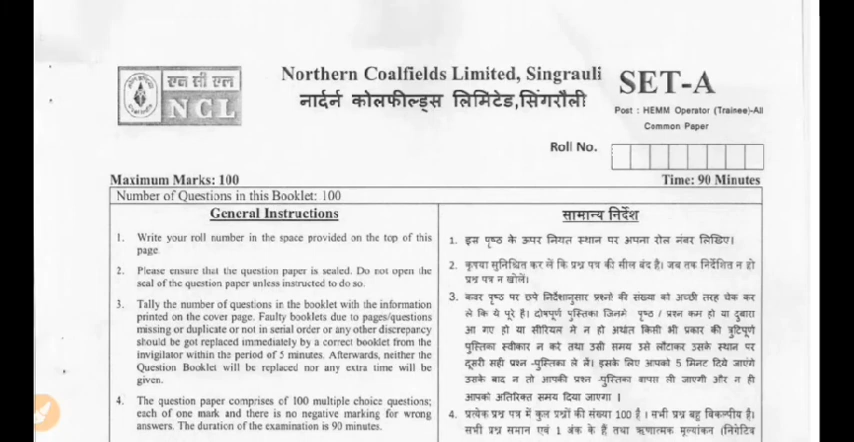 Northern Coalfields Limited, Singrauli
नार्दर्न कोलफील्ड्स लिमिटेड,सिंगरौली
एन सी एल
NCL
SET-A
Post : HEMM Operator (Trainee)-All
Common Paper
Roll No.
Maximum Marks: 100
Time: 90 Minutes
Number of Questions in this Booklet: 100
General Instructions
1. Write your roll number in the space provided on the top of this
page.
2. Please ensure that the question paper is sealed. Do not open the
seal of the question paper unless instructed to do so.
3. Tally the number of questions in the booklet with the information
printed on the cover page. Faulty booklets due to pages/questions
missing or duplicate or not in serial order or any other discrepancy
should be got replaced immediately by a correct booklet from the
invigilator within the period of 5 minutes. Afterwards, neither the
Question Booklet will be replaced nor any extra time will be
given.
4. The question paper comprises of 100 multiple choice questions;
each of one mark and there is no negative marking for wrong
answers. The duration of the examination is 90 minutes.
सामान्य निर्देश
1. इस पृष्ठ के ऊपर नियत स्थान पर अपना रोल नंबर लिखिए।
2. कृपया सुनिश्चित कर लें कि प्रश्न पत्र की सील बंद है। जब तक निर्देशित न हो
प्रश्न पत्र न खोलें।
3. कवर पृष्ठ पर छपे निर्देशानुसार प्रश्नों की संख्या को अच्छी तरह चेक कर
ले कि ये पूरे है। दोषपूर्ण पुस्तिका जिनमे पृष्ठ / प्रश्न कम हो या दुबारा
आ गए हो या सीरियल में न हो अर्थात किसी भी प्रकार की त्रुटिपूर्ण
पुस्तिका स्वीकार न करे तथा उसी समय उसे लौटाकर उसके स्थान पर
दूसरी सही प्रश्न -पुस्तिका ले लें। इसके लिए आपको 5 मिनट दिये जाएंगे
उसके बाद न तो आपकी प्रश्न -पुस्तिका वापस ली जाएगी और न ही
आपको अतिरिक्त समय दिया जाएगा ।
4. प्रत्येक प्रश्न पत्र में कुल प्रश्नों की संख्या 100 है । सभी प्रश्न बहु विकल्पीय है।
सभी प्रश्न समान एवं 1 अंक के हैं तथा ऋणात्मक मूल्यांकन (निगेटिव